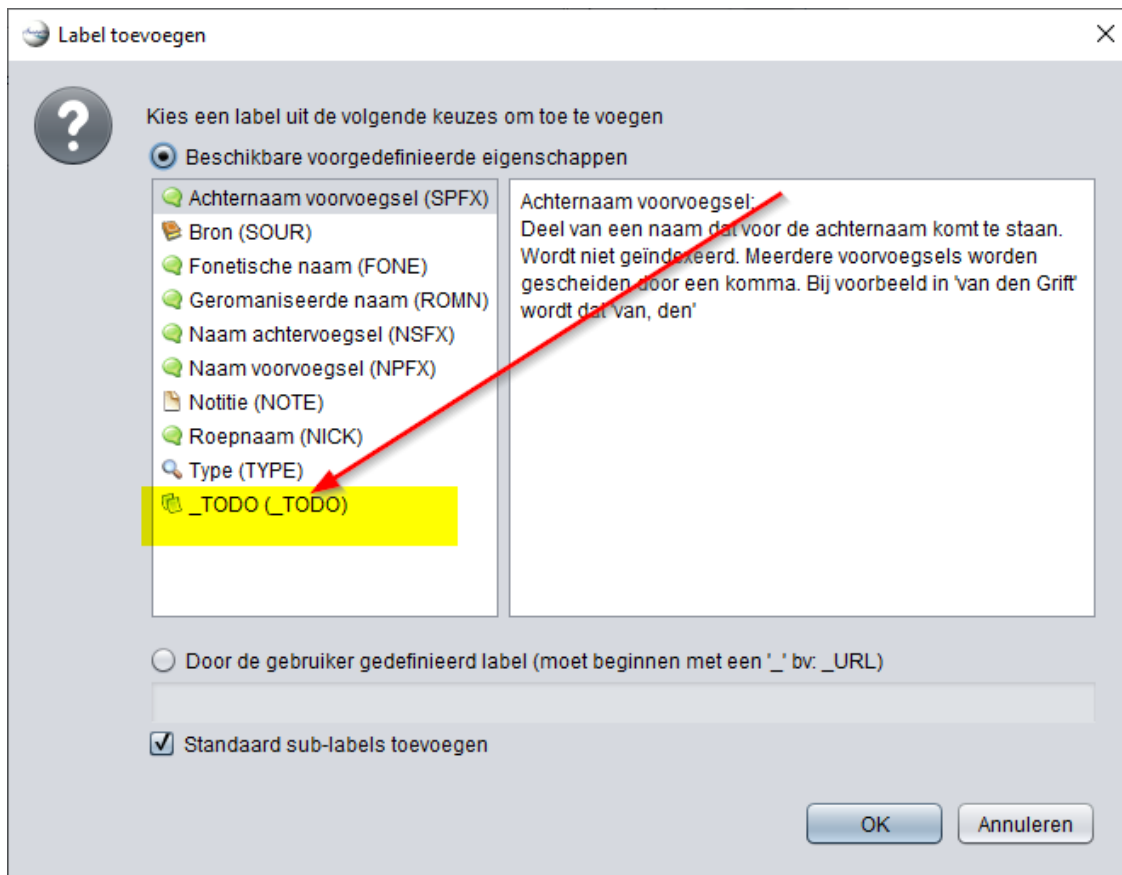 Label toevoegen
Kies een label uit de volgende keuzes om toe te voegen
Beschikbare voorgedefinieerde eigenschappen
Achternaam voorvoegsel (SPFX)
Bron (SOUR)
Fonetische naam (FONE)
Geromaniseerde naam (ROMN)
Naam achtervoegsel (NSFX)
Naam voorvoegsel (NPFX)
Notitie (NOTE)
Roepnaam (NICK)
Type (TYPE)
_TODO (_TODO)
Achternaam voorvoegsel:
Deel van een naam dat voor de achternaam komt te staan.
Wordt niet geïndexeerd. Meerdere voorvoegsels worden
gescheiden door een komma. Bij voorbeeld in 'van den Grift'
wordt dat 'van, den'
Door de gebruiker gedefinieerd label (moet beginnen met een '_' bv: _URL)
Standaard sub-labels toevoegen
OK
Annuleren